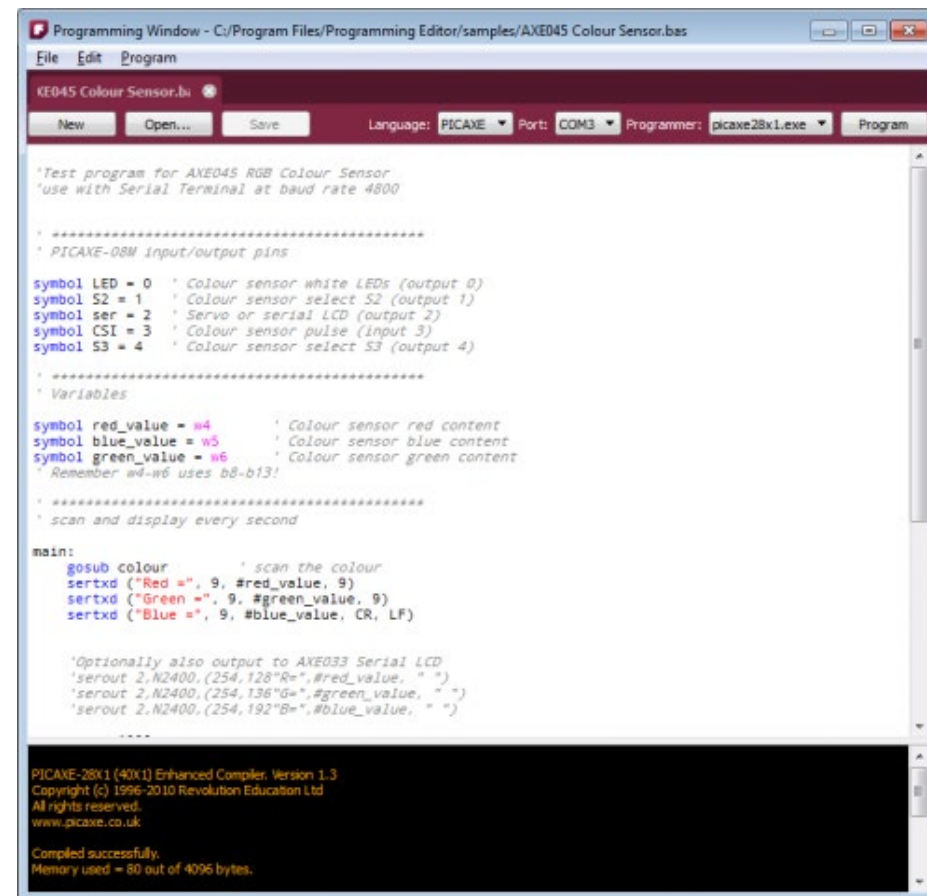 Programming Window - C:/Program Files/Programming Editor/samples/AXE045 Colour Sensor.bas
File Edit Program
XE045 Colour Sensor.ba
New Open... Save Language: PICAXE Port: COM3 Programmer: picaxe28x1.exe Program
'Test program for AXE045 RGB Colour Sensor
'use with Serial Terminal at baud rate 4800
' *********************************************
' PICAXE-08M input/output pins
symbol LED = 0 ' Colour sensor white LEDs (output 0)
symbol S2 = 1 ' Colour sensor select S2 (output 1)
symbol ser = 2 ' Servo or serial LCD (output 2)
symbol CSI = 3 ' Colour sensor pulse (input 3)
symbol S3 = 4 ' Colour sensor select S3 (output 4)
' *********************************************
' Variables
symbol red_value = w4 ' Colour sensor red content
symbol blue_value = w5 ' Colour sensor blue content
symbol green_value = w6 ' Colour sensor green content
' Remember w4-w6 uses b8-b13!
' *********************************************
' scan and display every second
main:
gosub colour ' scan the colour
sertxd ("Red =", 9, #red_value, 9)
sertxd ("Green =", 9, #green_value, 9)
sertxd ("Blue =", 9, #blue_value, CR, LF)
'Optionally also output to AXE033 Serial LCD
'serout 2,N2400,(254,128"R=",#red_value, " ")
'serout 2,N2400,(254,136"G=",#green_value, " ")
'serout 2,N2400,(254,192"B=",#blue_value, " ")
PICAXE-28X1 (40X1) Enhanced Compiler. Version 1.3
Copyright (c) 1996-2010 Revolution Education Ltd
All rights reserved.
www.picaxe.co.uk
Compiled successfully.
Memory used = 80 out of 4096 bytes.